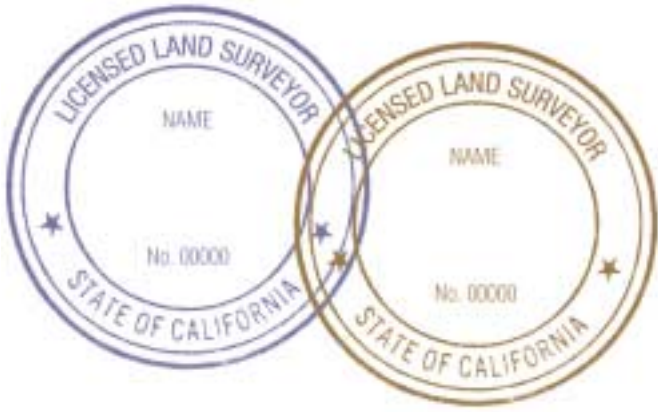 LICENSED LAND SURVEYOR
NAME
No. 00000
STATE OF CALIFORNIA
LICENSED LAND SURVEYOR
NAME
No. 00000
STATE OF CALIFORNIA